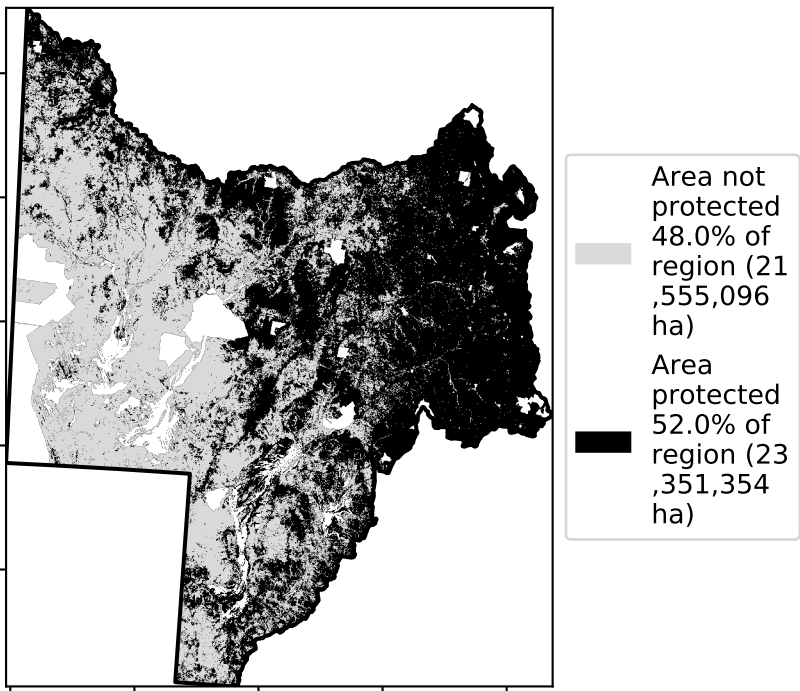 Area not
protected
48.0% of
region (21
,555,096
ha)
Area
protected
52.0% of
region (23
,351,354
ha)